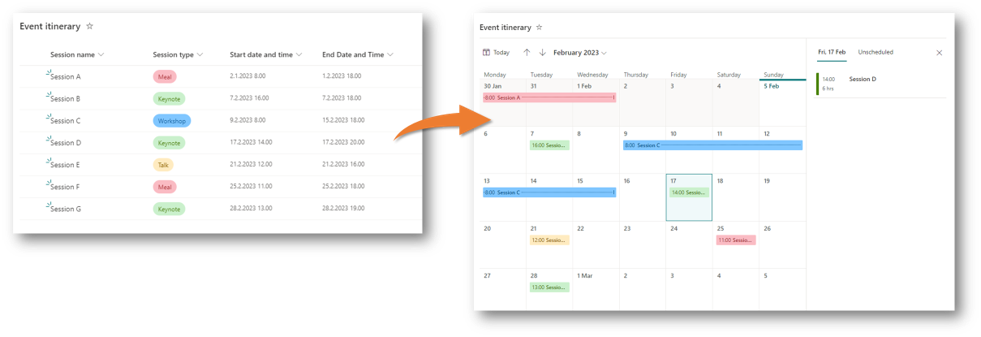 Event itinerary ☆
Session name Session type Start date and time End Date and Time
Session A Meal 2.1.2023 8.00 1.2.2023 18.00
Session B Keynote 7.2.2023 16.00 7.2.2023 18.00
Session C Workshop 9.2.2023 8.00 15.2.2023 18.00
Session D Keynote 17.2.2023 14.00 17.2.2023 20.00
Session E Talk 21.2.2023 12.00 21.2.2023 16.00
Session F Meal 25.2.2023 11.00 25.2.2023 18.00
Session G Keynote 28.2.2023 13.00 28.2.2023 19.00
Event itinerary ☆
Today February 2023
Monday Tuesday Wednesday Thursday Friday Saturday Sunday
30 Jan 31 1 Feb 2 3 4 5 Feb
8:00 Session A
6 7 8 9 10 11 12
16:00 Sessio... 8:00 Session C
13 14 15 16 17 18 19
8:00 Session C 14:00 Sessio...
20 21 22 23 24 25 26
12:00 Sessio... 11:00 Sessio...
27 28 1 Mar 2 3 4 5
13:00 Sessio...
Fri, 17 Feb Unscheduled
14:00 Session D
6 hrs